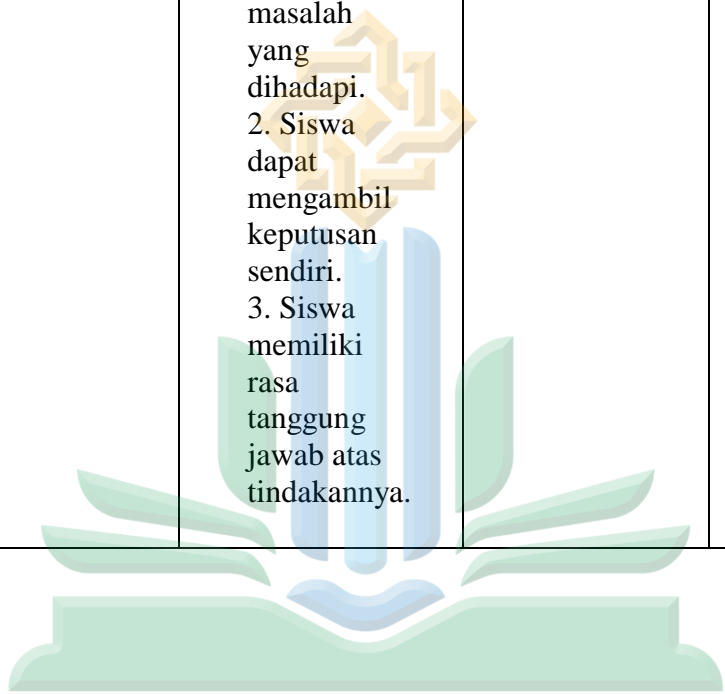 masalah
yang
dihadapi.
2. Siswa
dapat
mengambil
keputusan
sendiri.
3. Siswa
memiliki
rasa
tanggung
jawab atas
tindakannya.